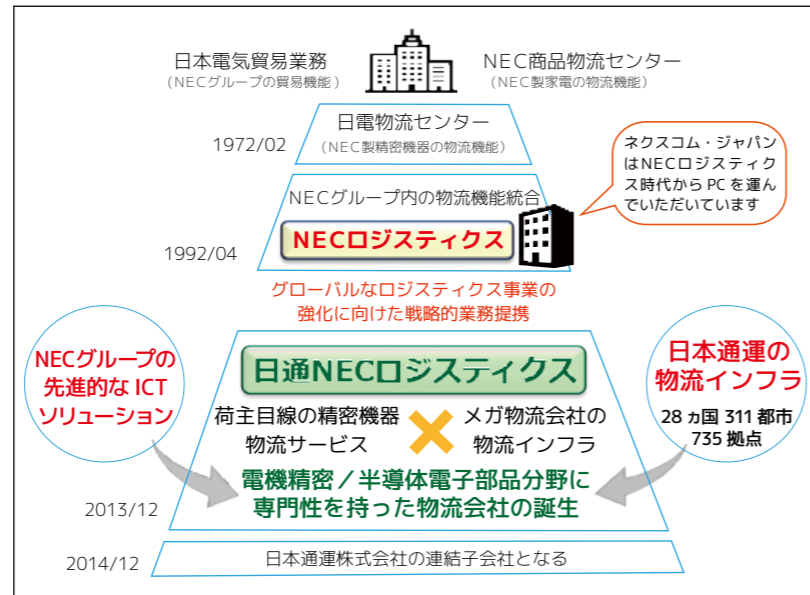 日本電気貿易業務
(NECグループの貿易機能)
NEC商品物流センター
(NEC製家電の物流機能)
1972/02
日電物流センター
(NEC製精密機器の物流機能)
ネクスコム・ジャパン
はNECロジスティク
ス時代からPCを運ん
でいただいています
1992/04
NECグループ内の物流機能統合
NECロジスティクス
グローバルなロジスティクス事業の
強化に向けた戦略的業務提携
NECグループの
先進的なICT
ソリューション
日通NECロジスティクス
日本通運の
物流インフラ
28ヵ国311都市
735拠点
荷主目線の精密機器
物流サービス
メガ物流会社の
物流インフラ
電機精密/半導体電子部品分野に
専門性を持った物流会社の誕生
2013/12
2014/12
日本通運株式会社の連結子会社となる